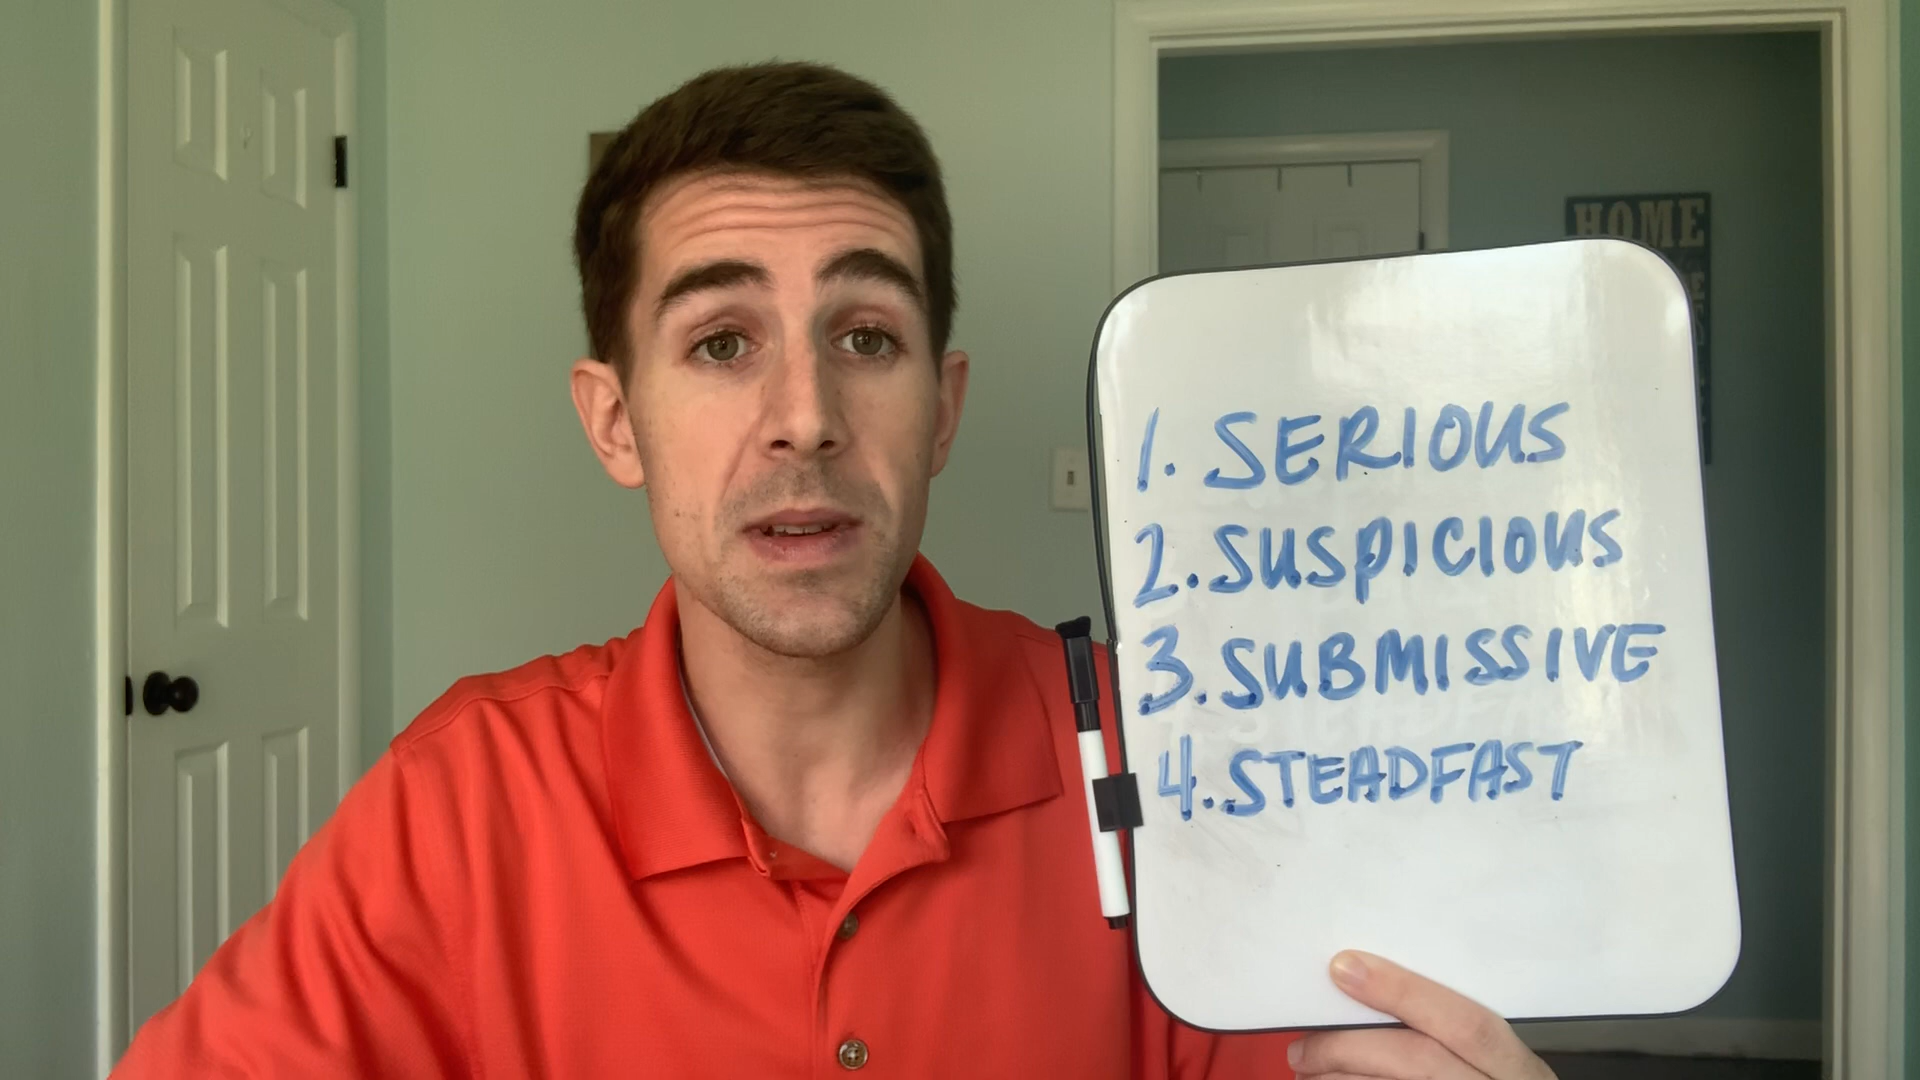 HOME
1. SERIOUS
2. SUSPICIOUS
3. SUBMISSIVE
4. STEADFAST